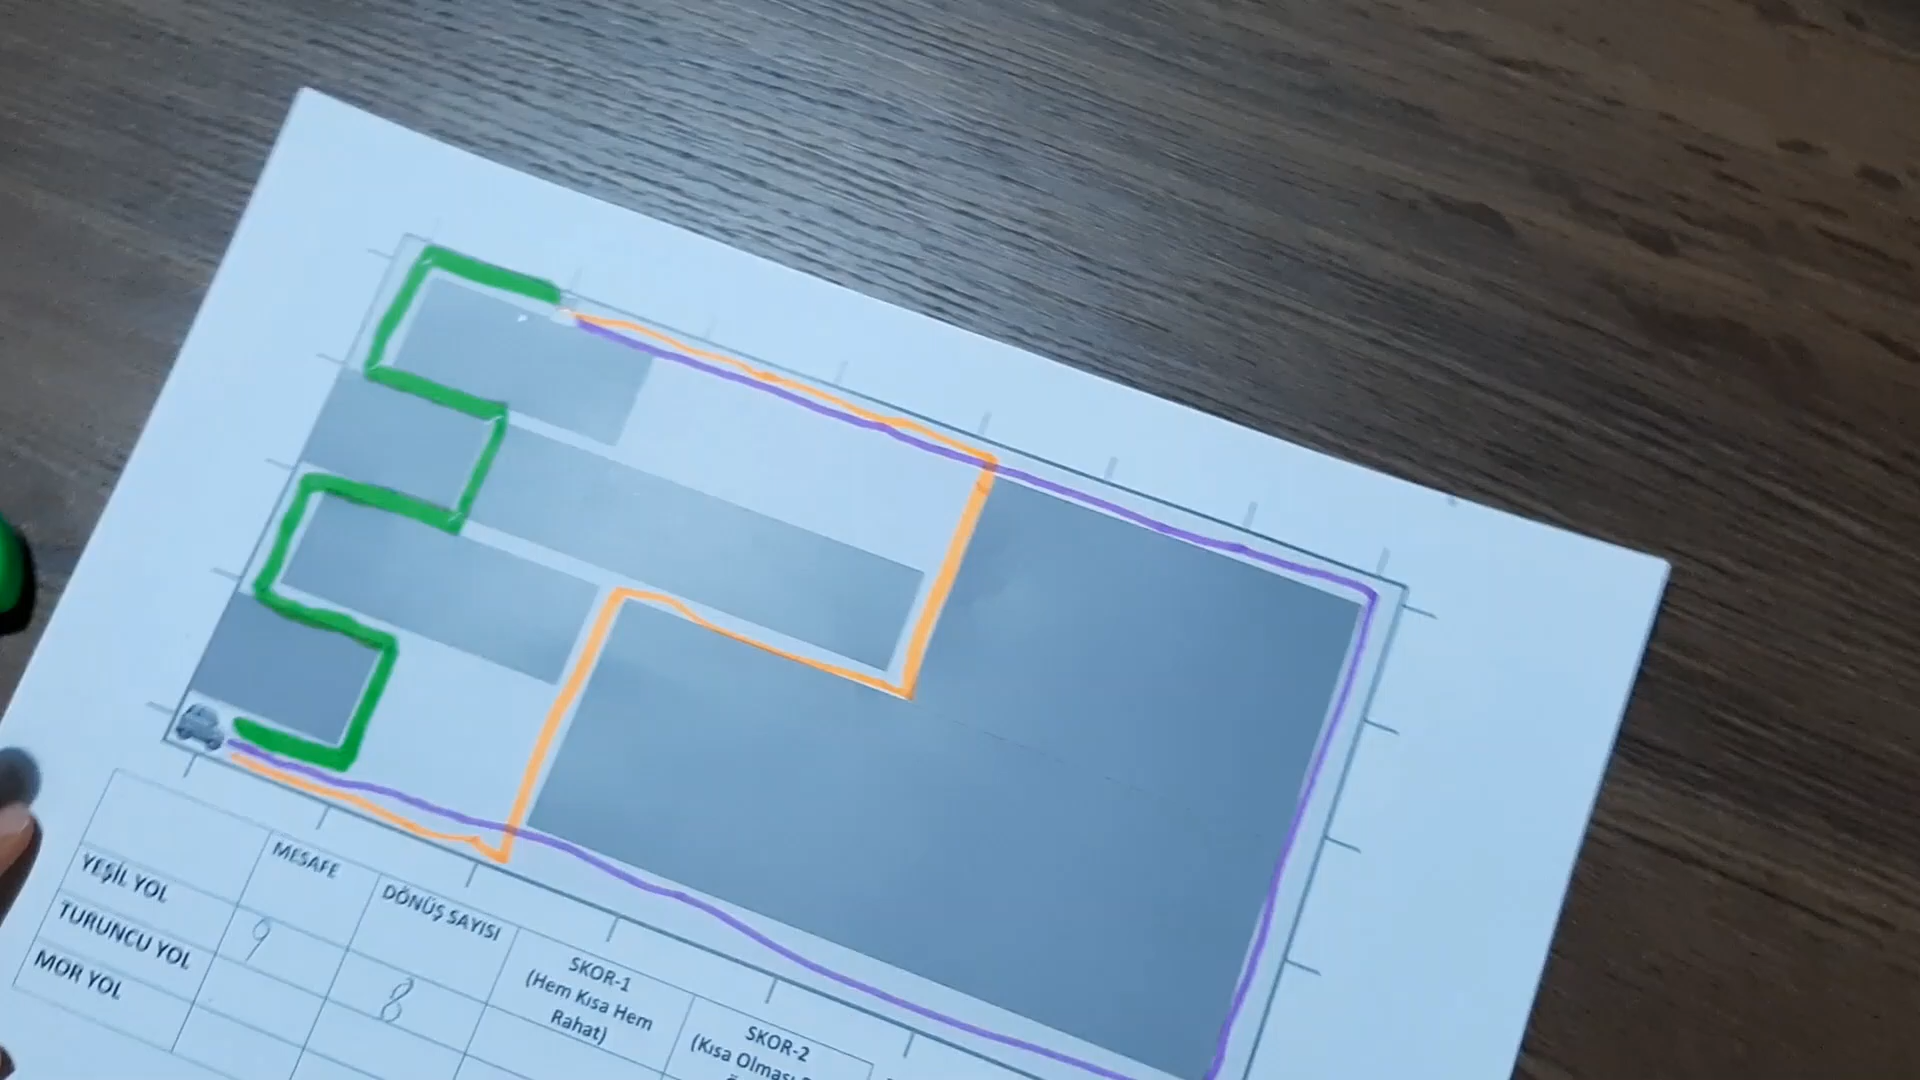 MESAFE
DÖNÜŞ SAYISI
SKOR-1
(Hem Kısa Hem
Rahat)
SKOR-2
(Kısa Olması
YEŞİL YOL
9
8
TURUNCU YOL
MOR YOL